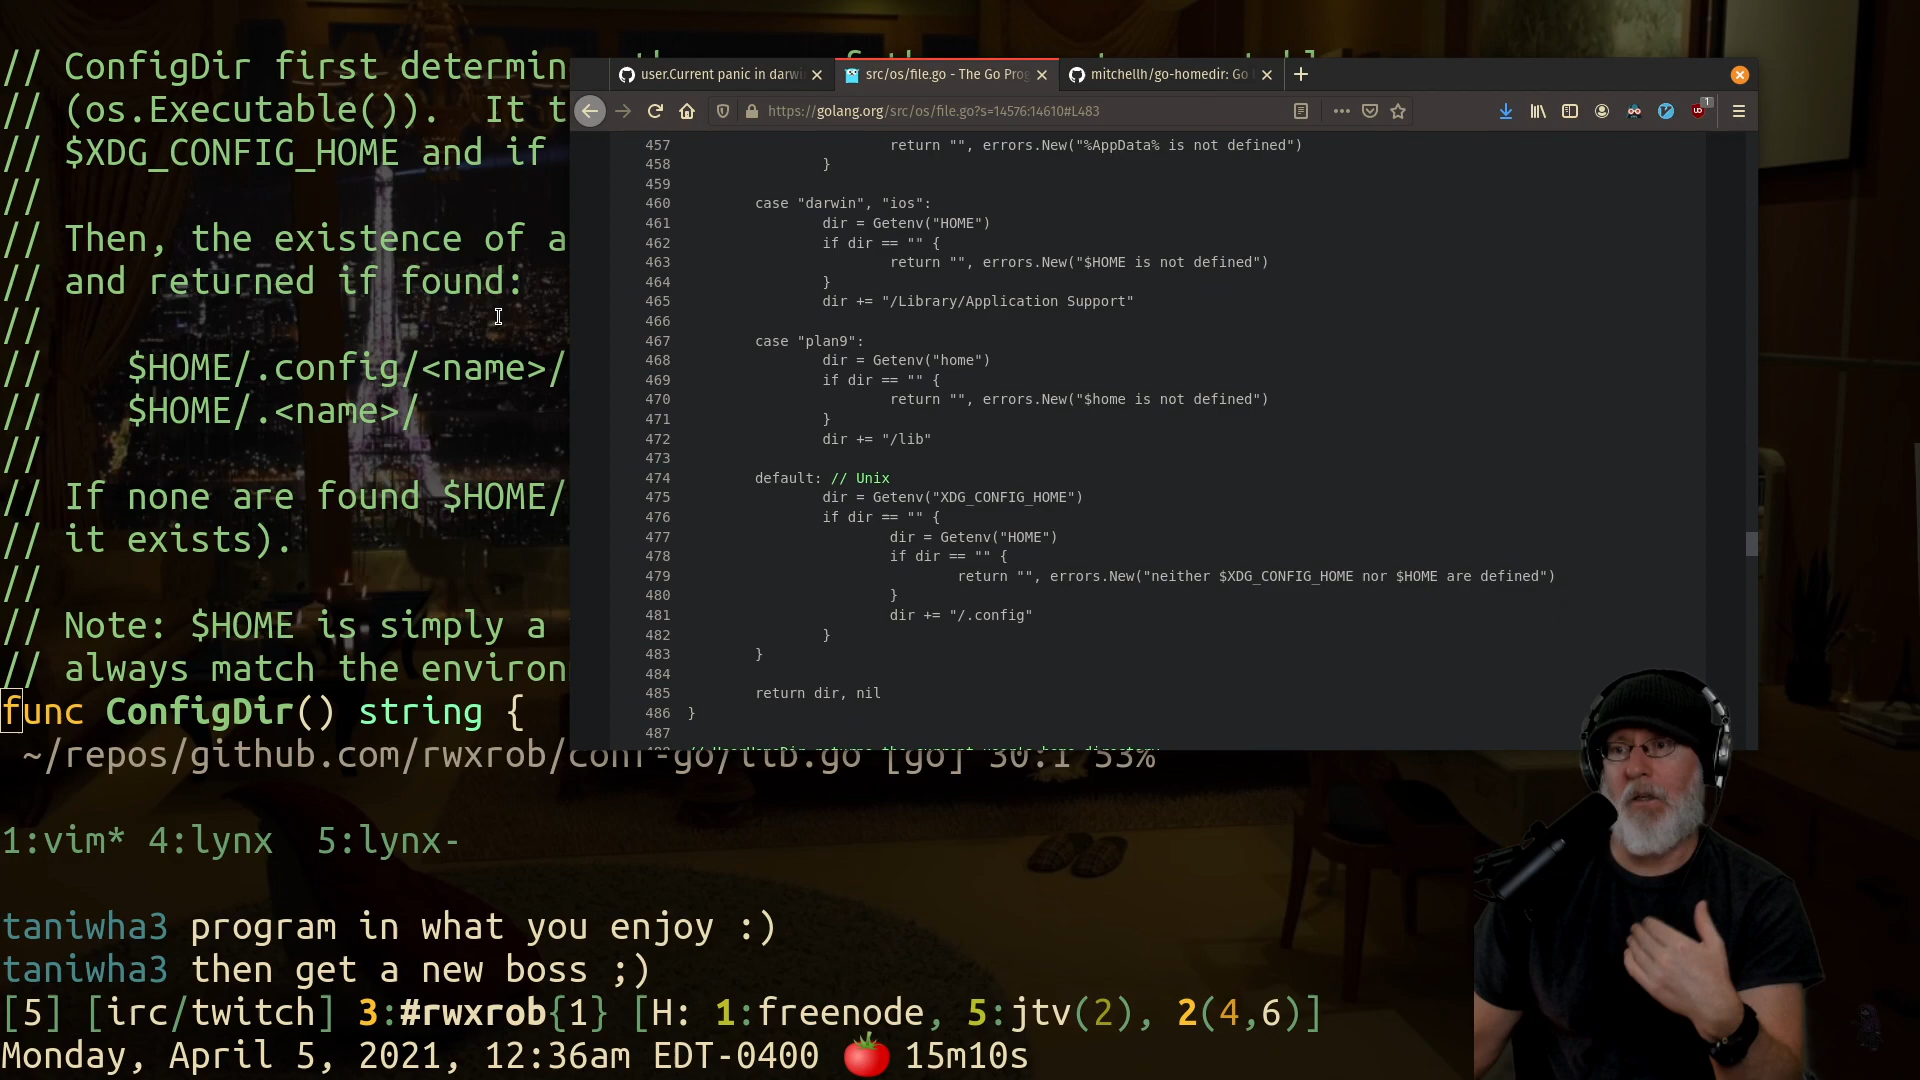 // ConfigDir first determin
// (os.Executable()).  It t
// $XDG_CONFIG_HOME and if
//
// Then, the existence of a
// and returned if found:
//
//    $HOME/.config/<name>/
//    $HOME/.<name>/
//
// If none are found $HOME/
// it exists).
//
// Note: $HOME is simply a
// always match the environ
func ConfigDir() string {
~/repos/github.com/rwxrob/conf-go/lib.go [go] 30:1 53%
user.Current panic in darwi
src/os/file.go - The Go Prog
mitchellh/go-homedir: Go l
https://golang.org/src/os/file.go?s=14576:14610#L483
1
457 return "", errors.New("%AppData% is not defined")
458 }
459
460 case "darwin", "ios":
461 dir = Getenv("HOME")
462 if dir == "" {
463 return "", errors.New("$HOME is not defined")
464 }
465 dir += "/Library/Application Support"
466
467 case "plan9":
468 dir = Getenv("home")
469 if dir == "" {
470 return "", errors.New("$home is not defined")
471 }
472 dir += "/lib"
473
474 default: // Unix
475 dir = Getenv("XDG_CONFIG_HOME")
476 if dir == "" {
477 dir = Getenv("HOME")
478 if dir == "" {
479 return "", errors.New("neither $XDG_CONFIG_HOME nor $HOME are defined")
480 }
481 dir += "/.config"
482 }
483 }
484
485 return dir, nil
486 }
487
1:vim* 4:lynx  5:lynx-
taniwha3 program in what you enjoy :)
taniwha3 then get a new boss ;)
[5] [irc/twitch] 3:#rwxrob{1} [H: 1:freenode, 5:jtv(2), 2(4,6)]
Monday, April 5, 2021, 12:36am EDT-0400 🍅 15m10s